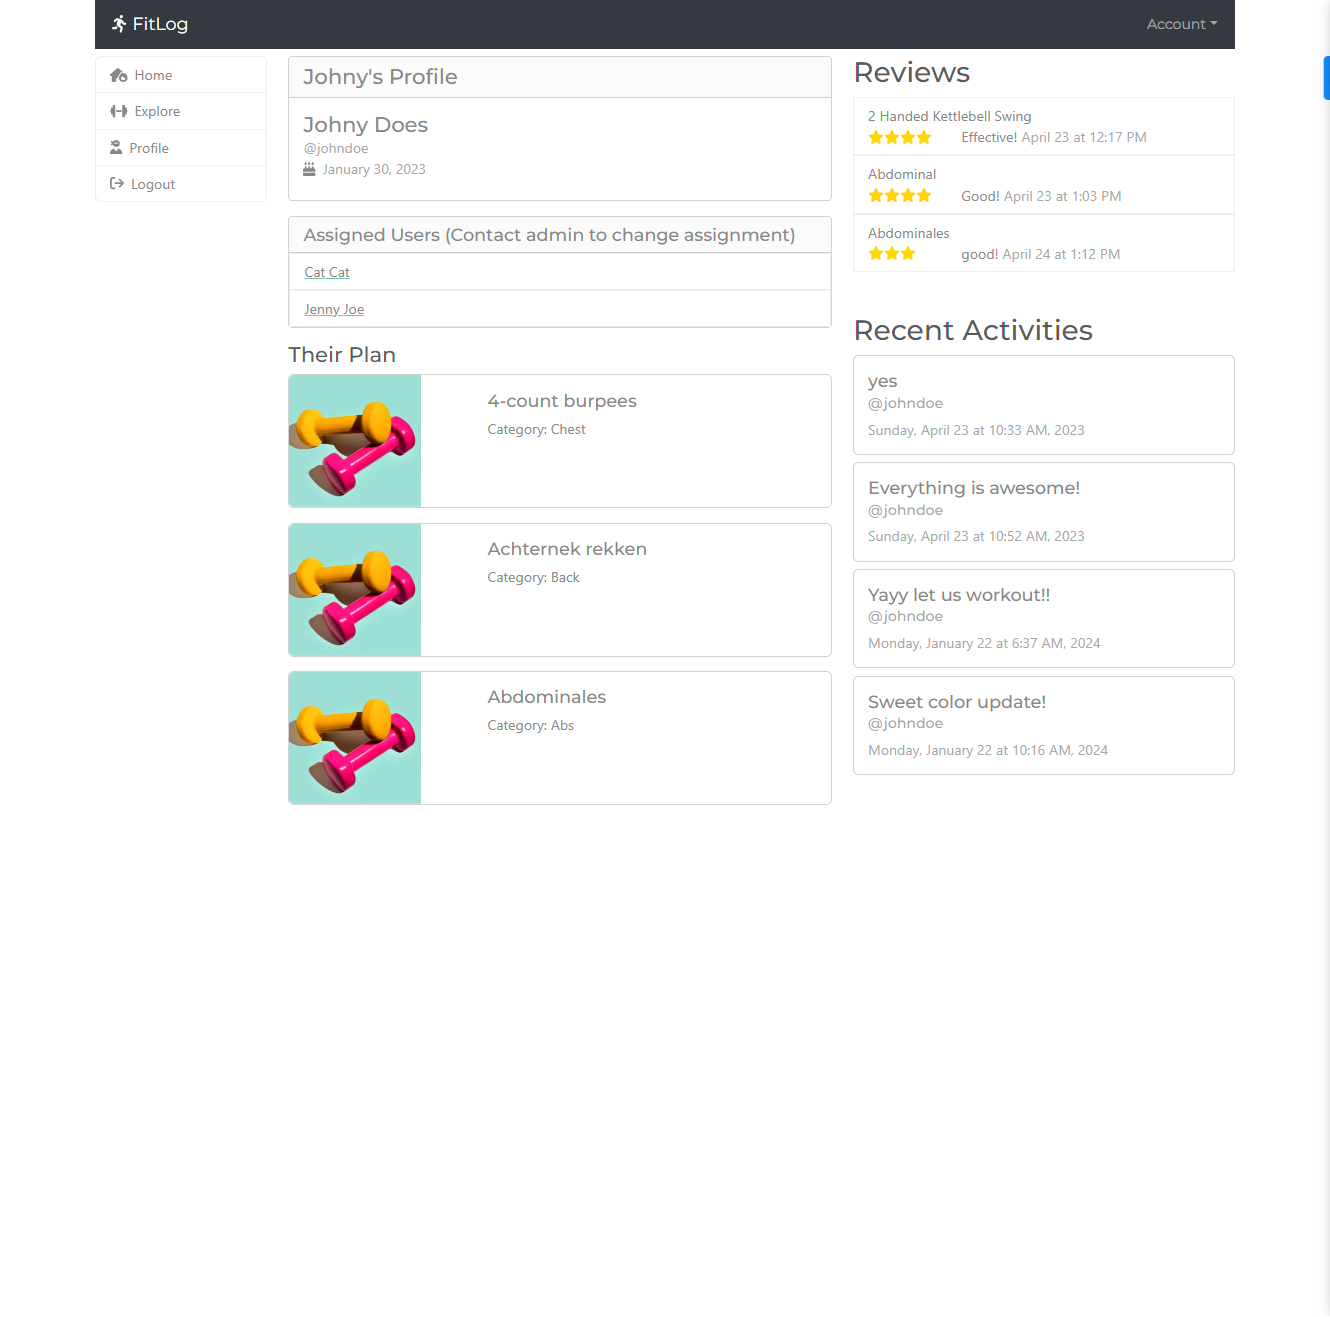 FitLog
Account
Home
Explore
Profile
Logout
Johny's Profile
Johny Does
@johndoe
January 30, 2023
Assigned Users (Contact admin to change assignment)
Cat Cat
Jenny Joe
Their Plan
4-count burpees
Category: Chest
Achternek rekken
Category: Back
Abdominales
Category: Abs
Reviews
2 Handed Kettlebell Swing
Effective! April 23 at 12:17 PM
Abdominal
Good! April 23 at 1:03 PM
Abdominales
good! April 24 at 1:12 PM
Recent Activities
yes
@johndoe
Sunday, April 23 at 10:33 AM, 2023
Everything is awesome!
@johndoe
Sunday, April 23 at 10:52 AM, 2023
Yayy let us workout!!
@johndoe
Monday, January 22 at 6:37 AM, 2024
Sweet color update!
@johndoe
Monday, January 22 at 10:16 AM, 2024